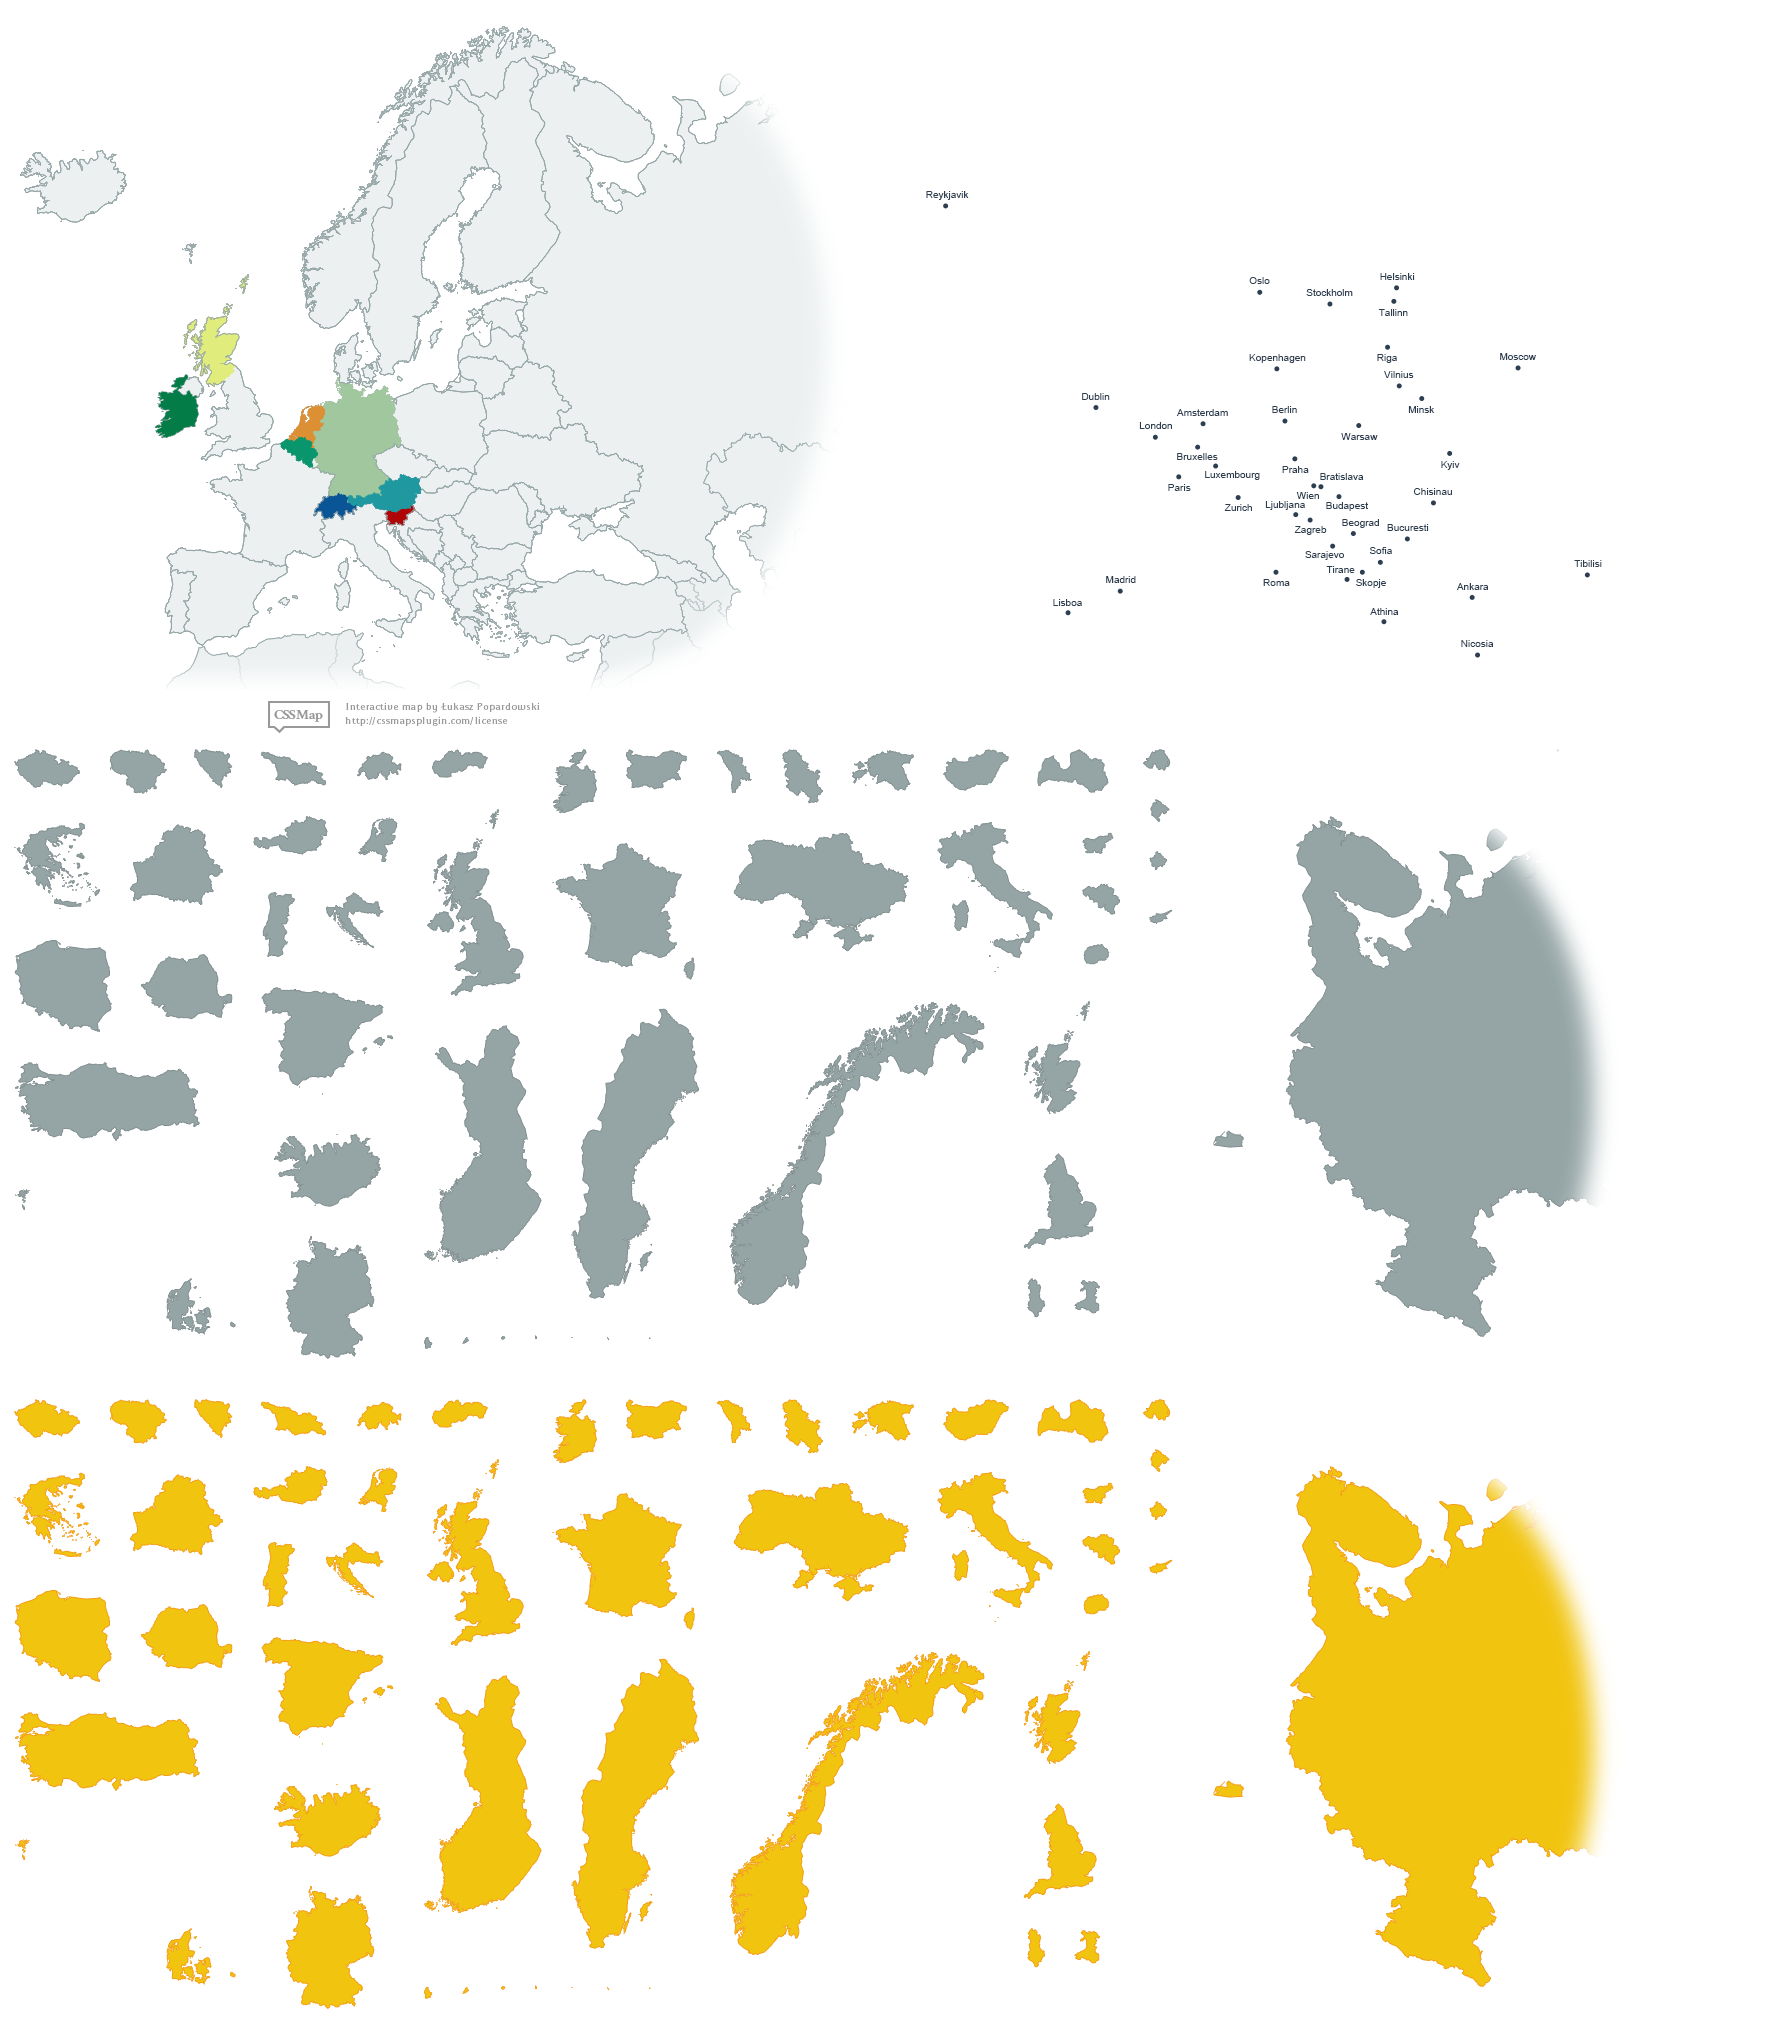 Reykjavik
Helsinki
Oslo
Stockholm
Tallinn
Kopenhagen
Riga
Moscow
Vilnius
Dublin
Minsk
Amsterdam
Berlin
London
Warsaw
Bruxelles
Kyiv
Luxembourg
Praha
Bratislava
Paris
Wien
Chisinau
Zurich
Ljubljana
Budapest
Zagreb
Beograd
Bucuresti
Sarajevo
Sofia
Tibilisi
Tirane
Madrid
Roma
Skopje
Ankara
Lisboa
Athina
Nicosia
CSSMap
Interactive map by Łukasz Popardowski
http://cssmapsplugin.com/license